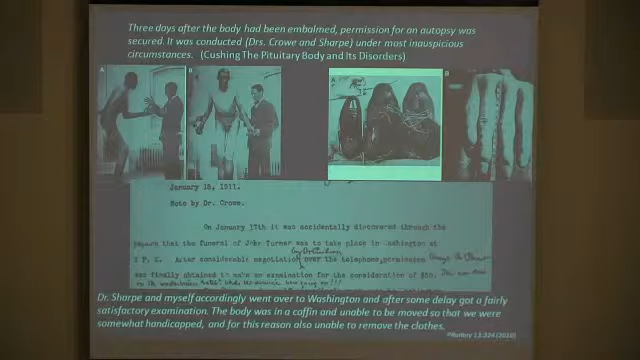 Three days after the body had been embalmed, permission for an autopsy was
secured. It was conducted (Drs. Crowe and Sharpe) under most inauspicious
circumstances. (Cushing The Pituitary Body and Its Disorders)
A
B
A
B
January 18, 1911.
Note by Dr. Crowe.
On January 17th it was accidentally discovered through the
papers that the funeral of John Turner was to take place in Washington at
2 P.M. After considerable negotiation over the telephone, permission
was finally obtained to make an examination for the consideration of $50.
Dr. Sharpe and myself accordingly went over to Washington and after some delay got a fairly
satisfactory examination. The body was in a coffin and unable to be moved so that we were
somewhat handicapped, and for this reason also unable to remove the clothes.